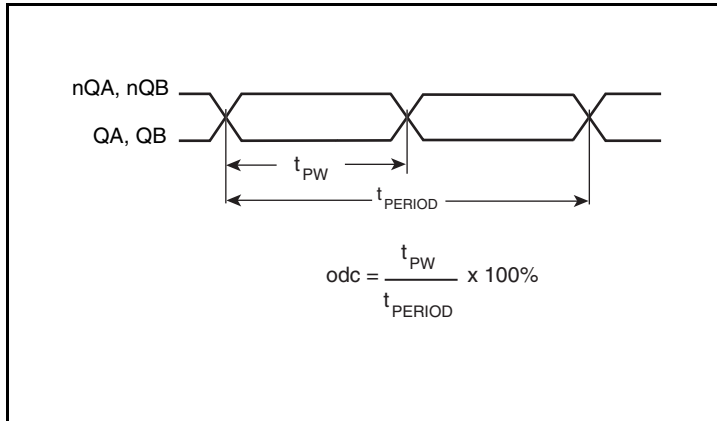 nQA, nQB
QA, QB
tPW
tPERIOD
odc = tPW / tPERIOD x 100%